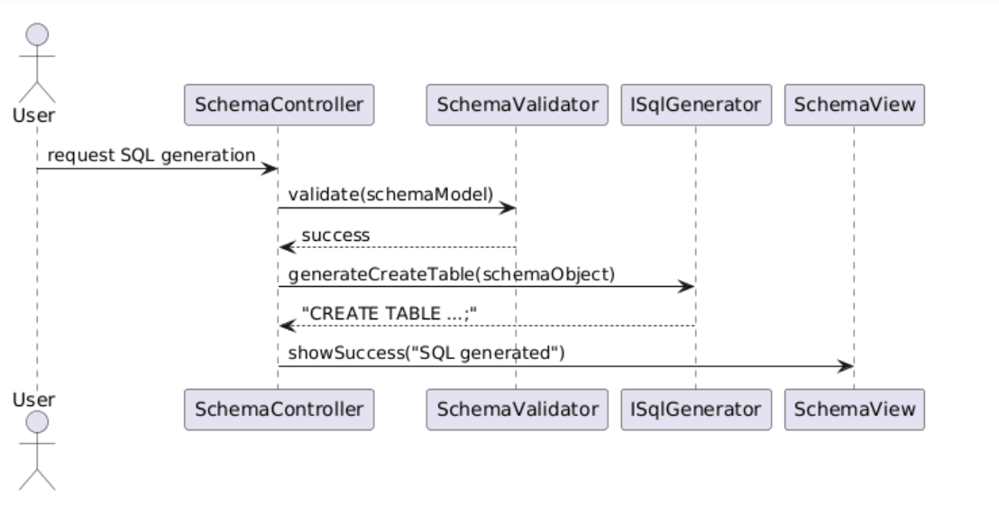 User
SchemaController
SchemaValidator
ISqlGenerator
SchemaView
request SQL generation
validate(schemaModel)
success
generateCreateTable(schemaObject)
"CREATE TABLE ...;"
showSuccess("SQL generated")
User
SchemaController
SchemaValidator
ISqlGenerator
SchemaView